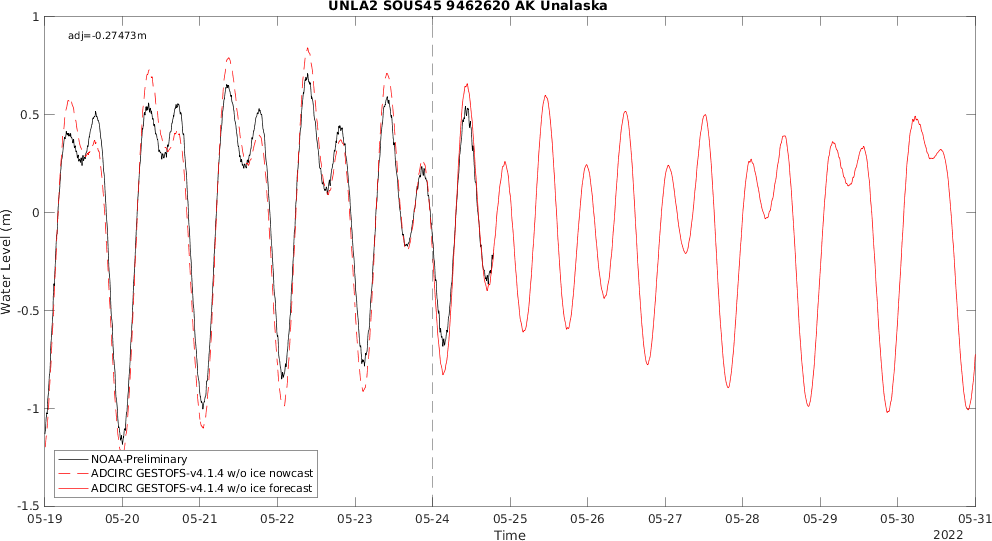 UNLA2 SOUS45 9462620 AK Unalaska
adj=-0.27473m
1
0.5
0
-0.5
-1
-1.5
Water Level (m)
NOAA-Preliminary
ADCIRC GESTOFS-v4.1.4 w/o ice nowcast
ADCIRC GESTOFS-v4.1.4 w/o ice forecast
05-19 05-20 05-21 05-22 05-23 05-24 05-25 05-26 05-27 05-28 05-29 05-30 05-31
Time
2022